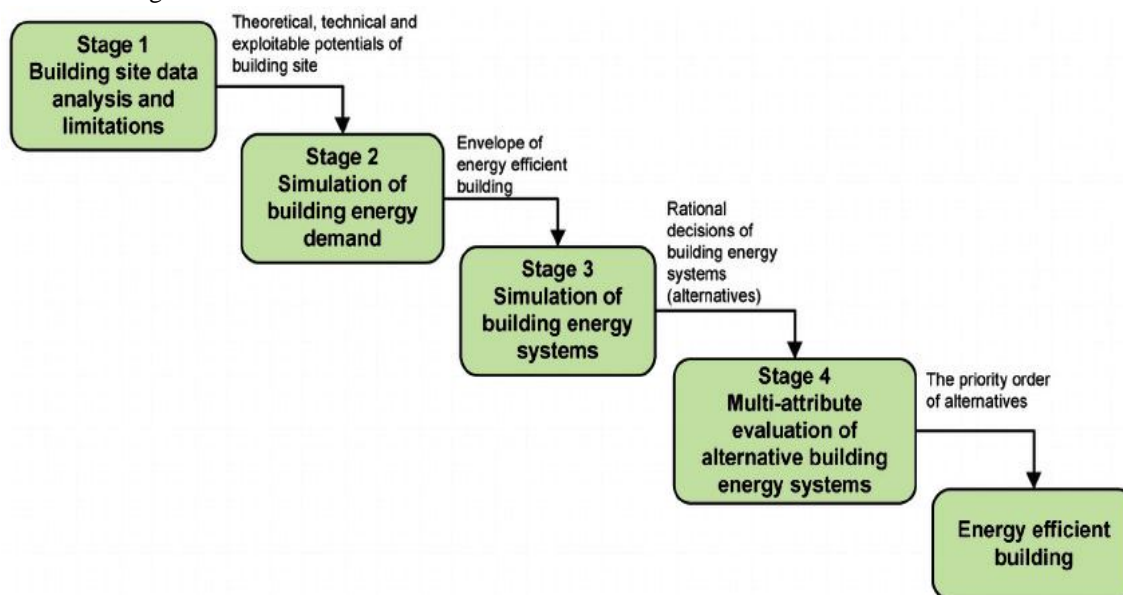 Stage 1
Building site data
analysis and
limitations
Theoretical, technical and
exploitable potentials of
building site
Stage 2
Simulation of
building energy
demand
Envelope of
energy efficient
building
Stage 3
Simulation of
building energy
systems
Rational
decisions of
building energy
systems
(alternatives)
Stage 4
Multi-attribute
evaluation of
alternative building
energy systems
The priority order
of alternatives
Energy efficient
building